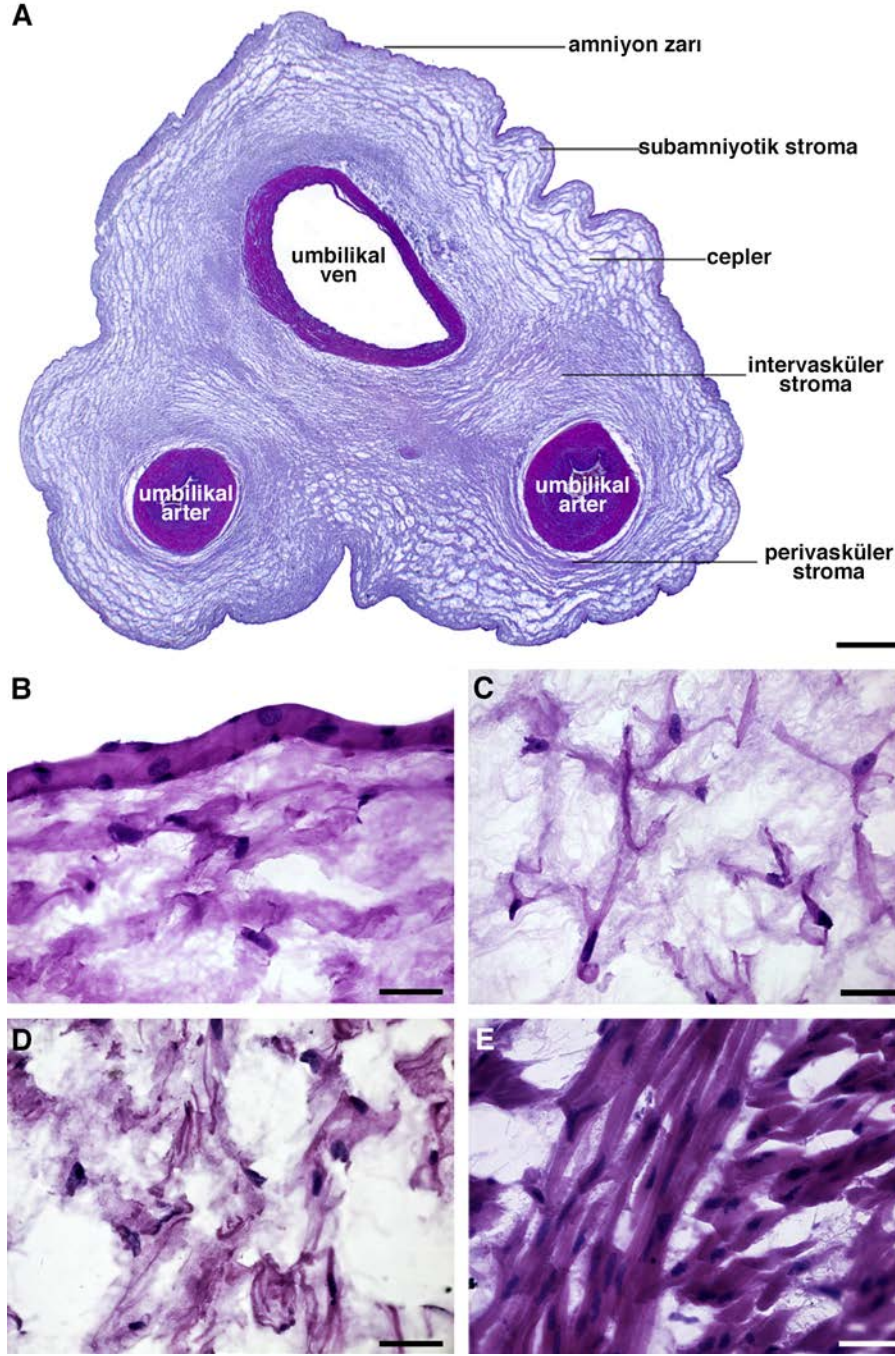 A
amniyon zarı
subamniyotik stroma
cepler
umbilikal
ven
intervasküler
stroma
umbilikal
arter
umbilikal
arter
perivasküler
stroma
B
C
D
E